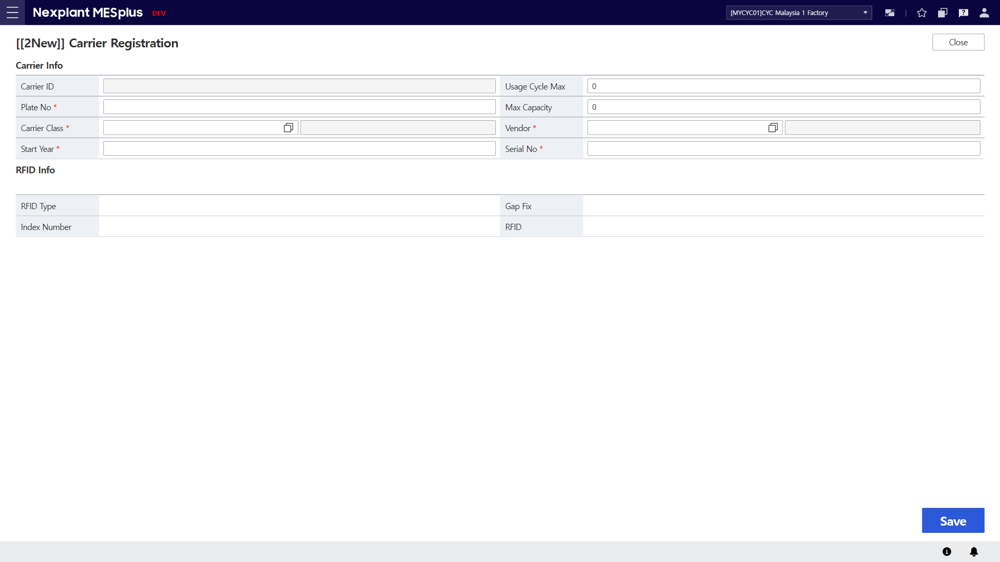 Nexplant MESplus DEV [MYCYC01]CYC Malaysia 1 Factory
[[2New]] Carrier Registration Close
Carrier Info
Carrier ID Usage Cycle Max 0
Plate No * Max Capacity 0
Carrier Class * Vendor *
Start Year * Serial No *
RFID Info
RFID Type Gap Fix
Index Number RFID
Save